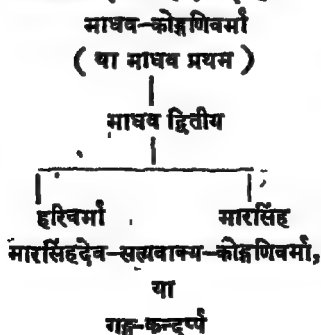 माधव-कोङ्गणिवर्मा
( या माधव प्रथम )
माधव द्वितीय
हरिवर्मा मारसिंह
मारसिंहदेव-सत्यवाक्य-कोङ्गणिवर्मा,
या
गङ्ग-कन्दर्प्प